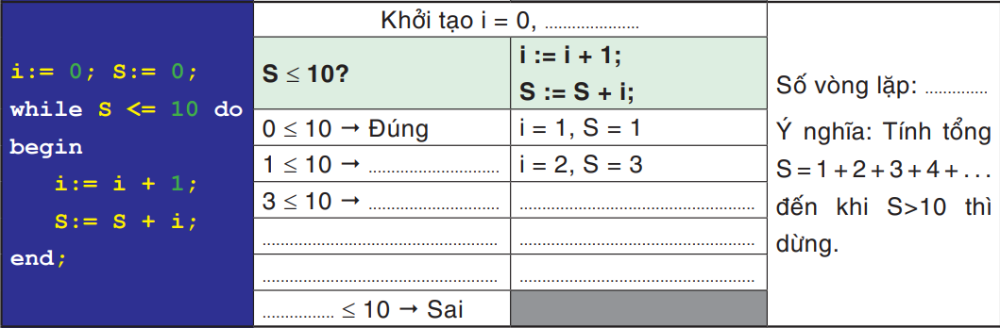 i:= 0; S:= 0;
while S <= 10 do
begin
i:= i + 1;
S:= S + i;
end;
Khởi tạo i = 0, .....................
S ≤ 10?
i := i + 1;
S := S + i;
0 ≤ 10 → Đúng
i = 1, S = 1
1 ≤ 10 → .............................
i = 2, S = 3
3 ≤ 10 → .............................
....................................................
....................................................
....................................................
....................................................
....................................................
................ ≤ 10 → Sai
Số vòng lặp: ..............
Ý nghĩa: Tính tổng
S = 1 + 2 + 3 + 4 + . . .
đến khi S>10 thì
dừng.